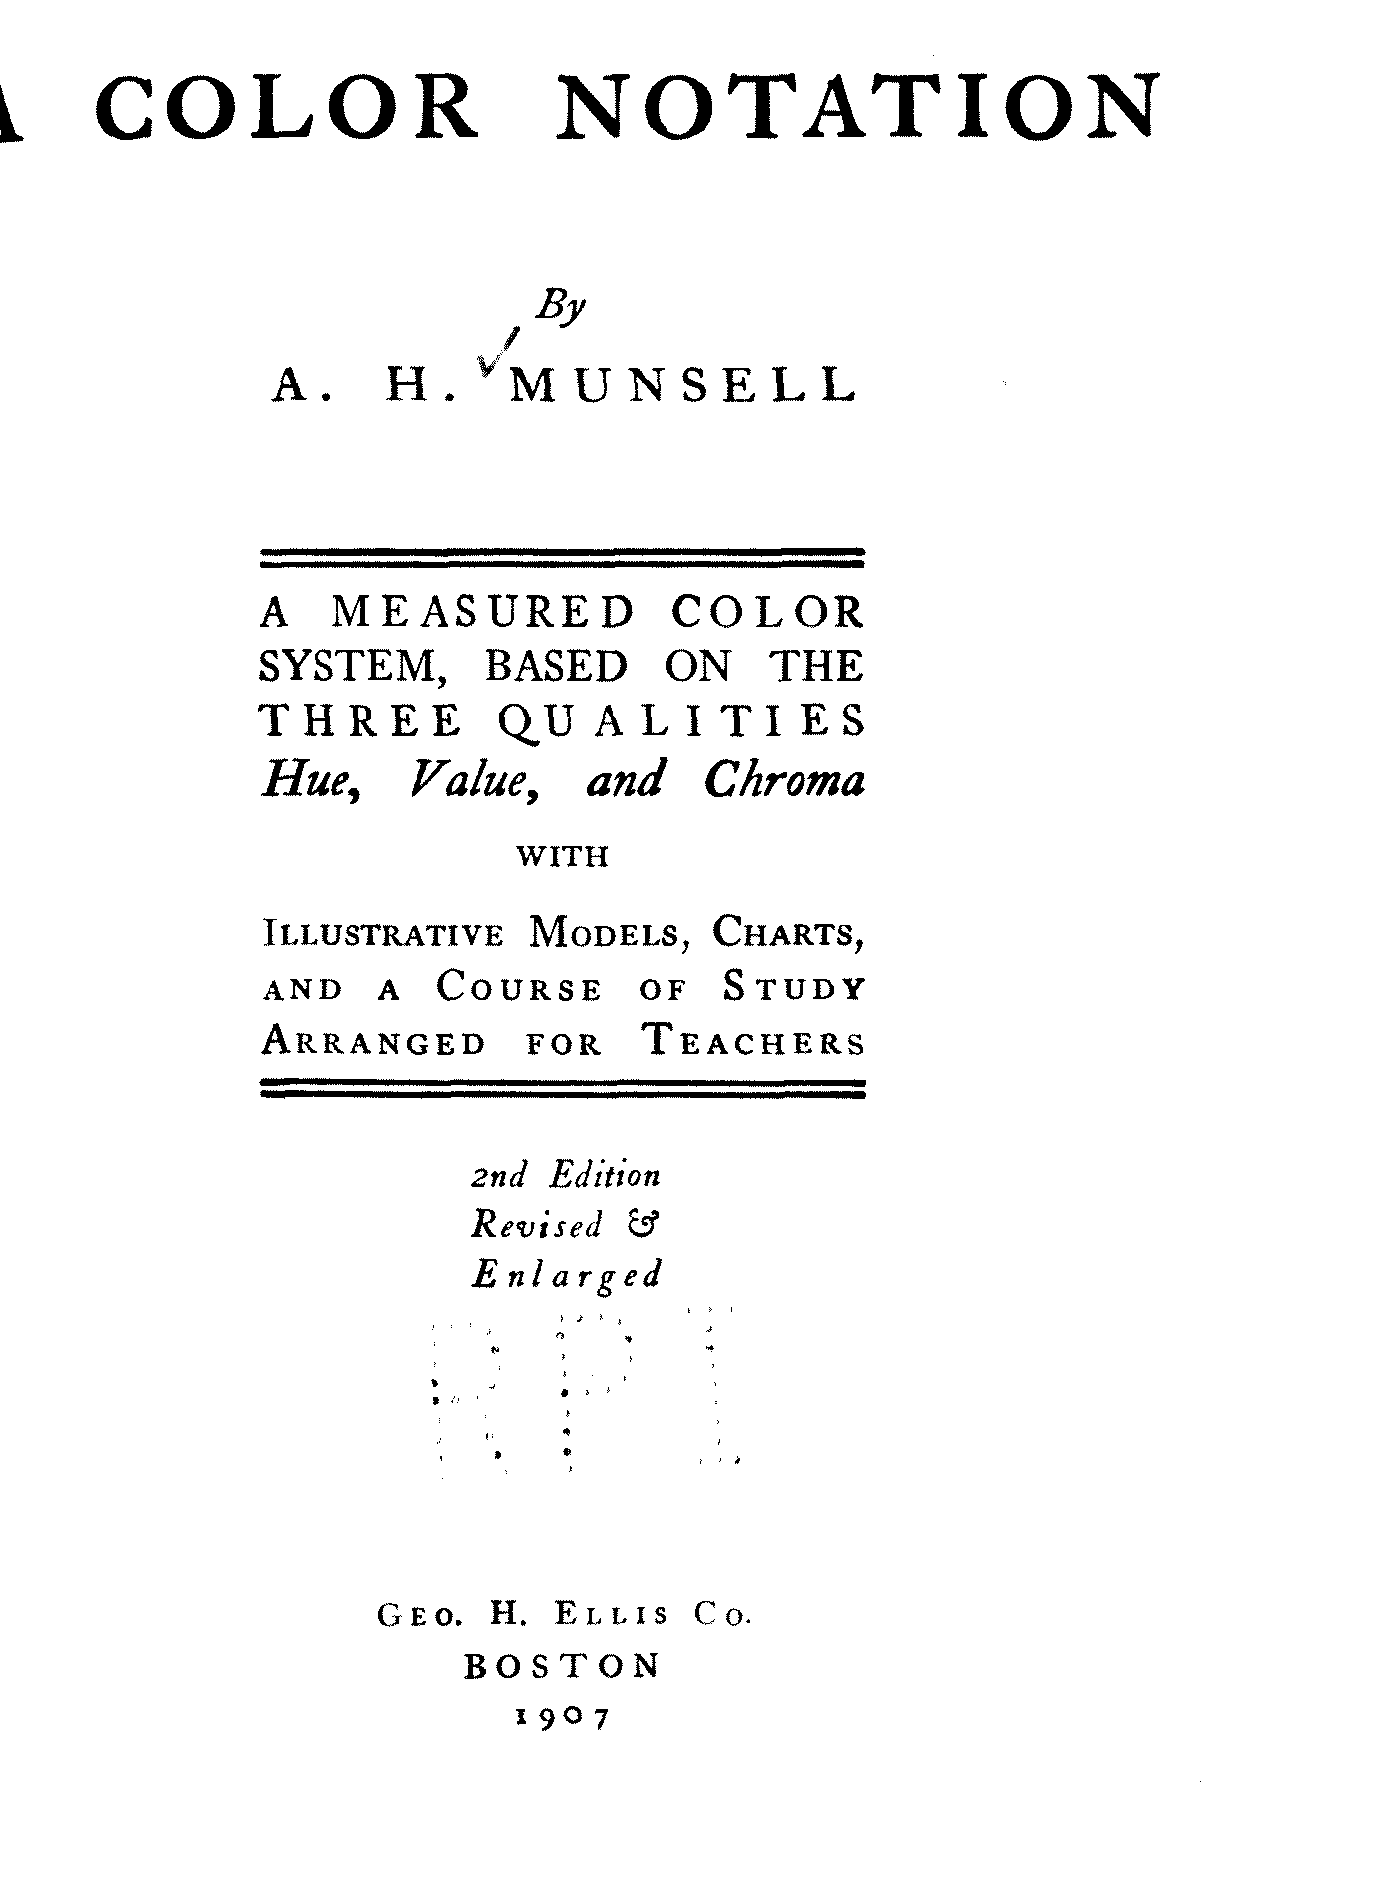 A COLOR NOTATION
By
A. H. MUNSELL
A MEASURED COLOR
SYSTEM, BASED ON THE
THREE QUALITIES
Hue, Value, and Chroma
WITH
ILLUSTRATIVE MODELS, CHARTS,
AND A COURSE OF STUDY
ARRANGED FOR TEACHERS
2nd Edition
Revised &
Enlarged
RPI
GEO. H. ELLIS CO.
BOSTON
1907